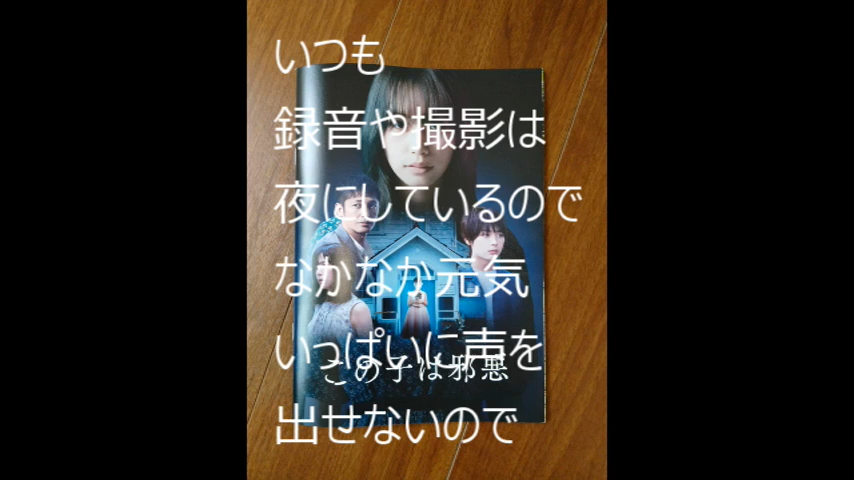 いつも
録音や撮影は
夜にしているので
なかなか元気
いっぱいに声を
この子は邪悪
出せないので